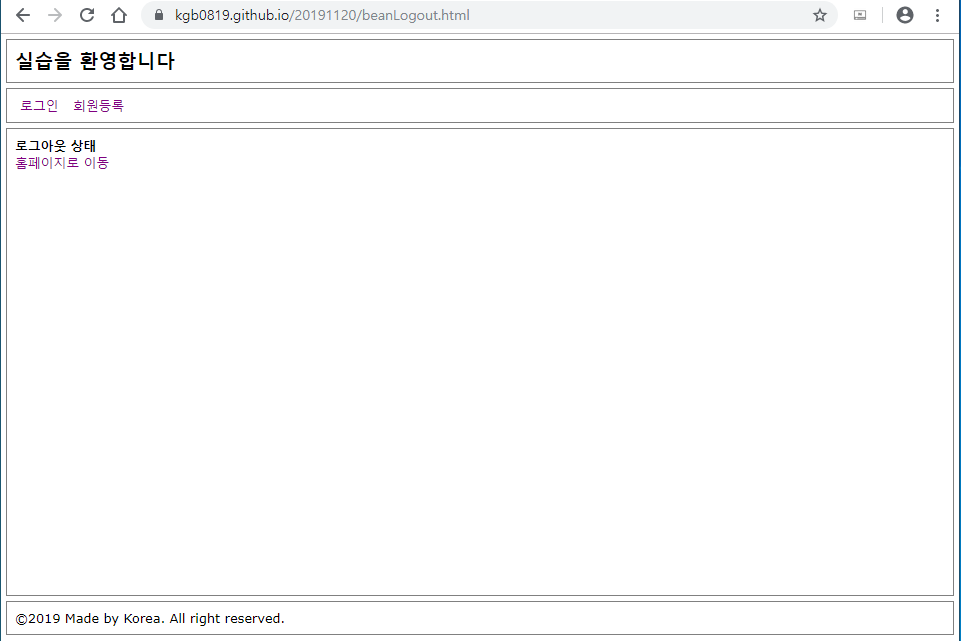 kgb0819.github.io/20191120/beanLogout.html
실습을 환영합니다
로그인 회원등록
로그아웃 상태
홈페이지로 이동
©2019 Made by Korea. All right reserved.